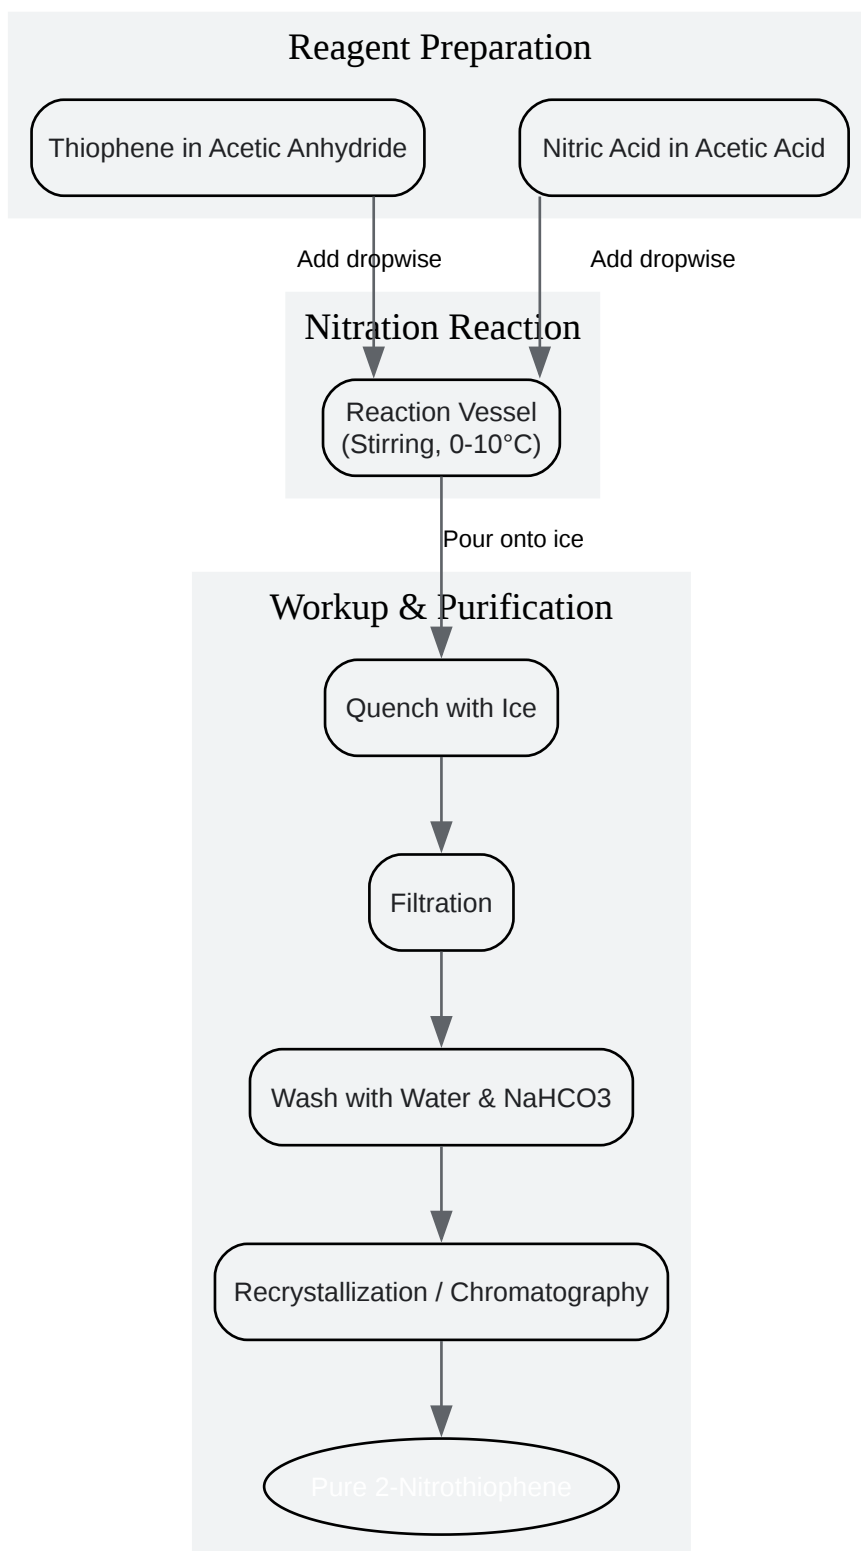 Reagent Preparation
Thiophene in Acetic Anhydride
Nitric Acid in Acetic Acid
Add dropwise
Add dropwise
Nitration Reaction
Reaction Vessel
(Stirring, 0-10°C)
Pour onto ice
Workup & Purification
Quench with Ice
Filtration
Wash with Water & NaHCO3
Recrystallization / Chromatography
Pure 2-Nitrothiophene